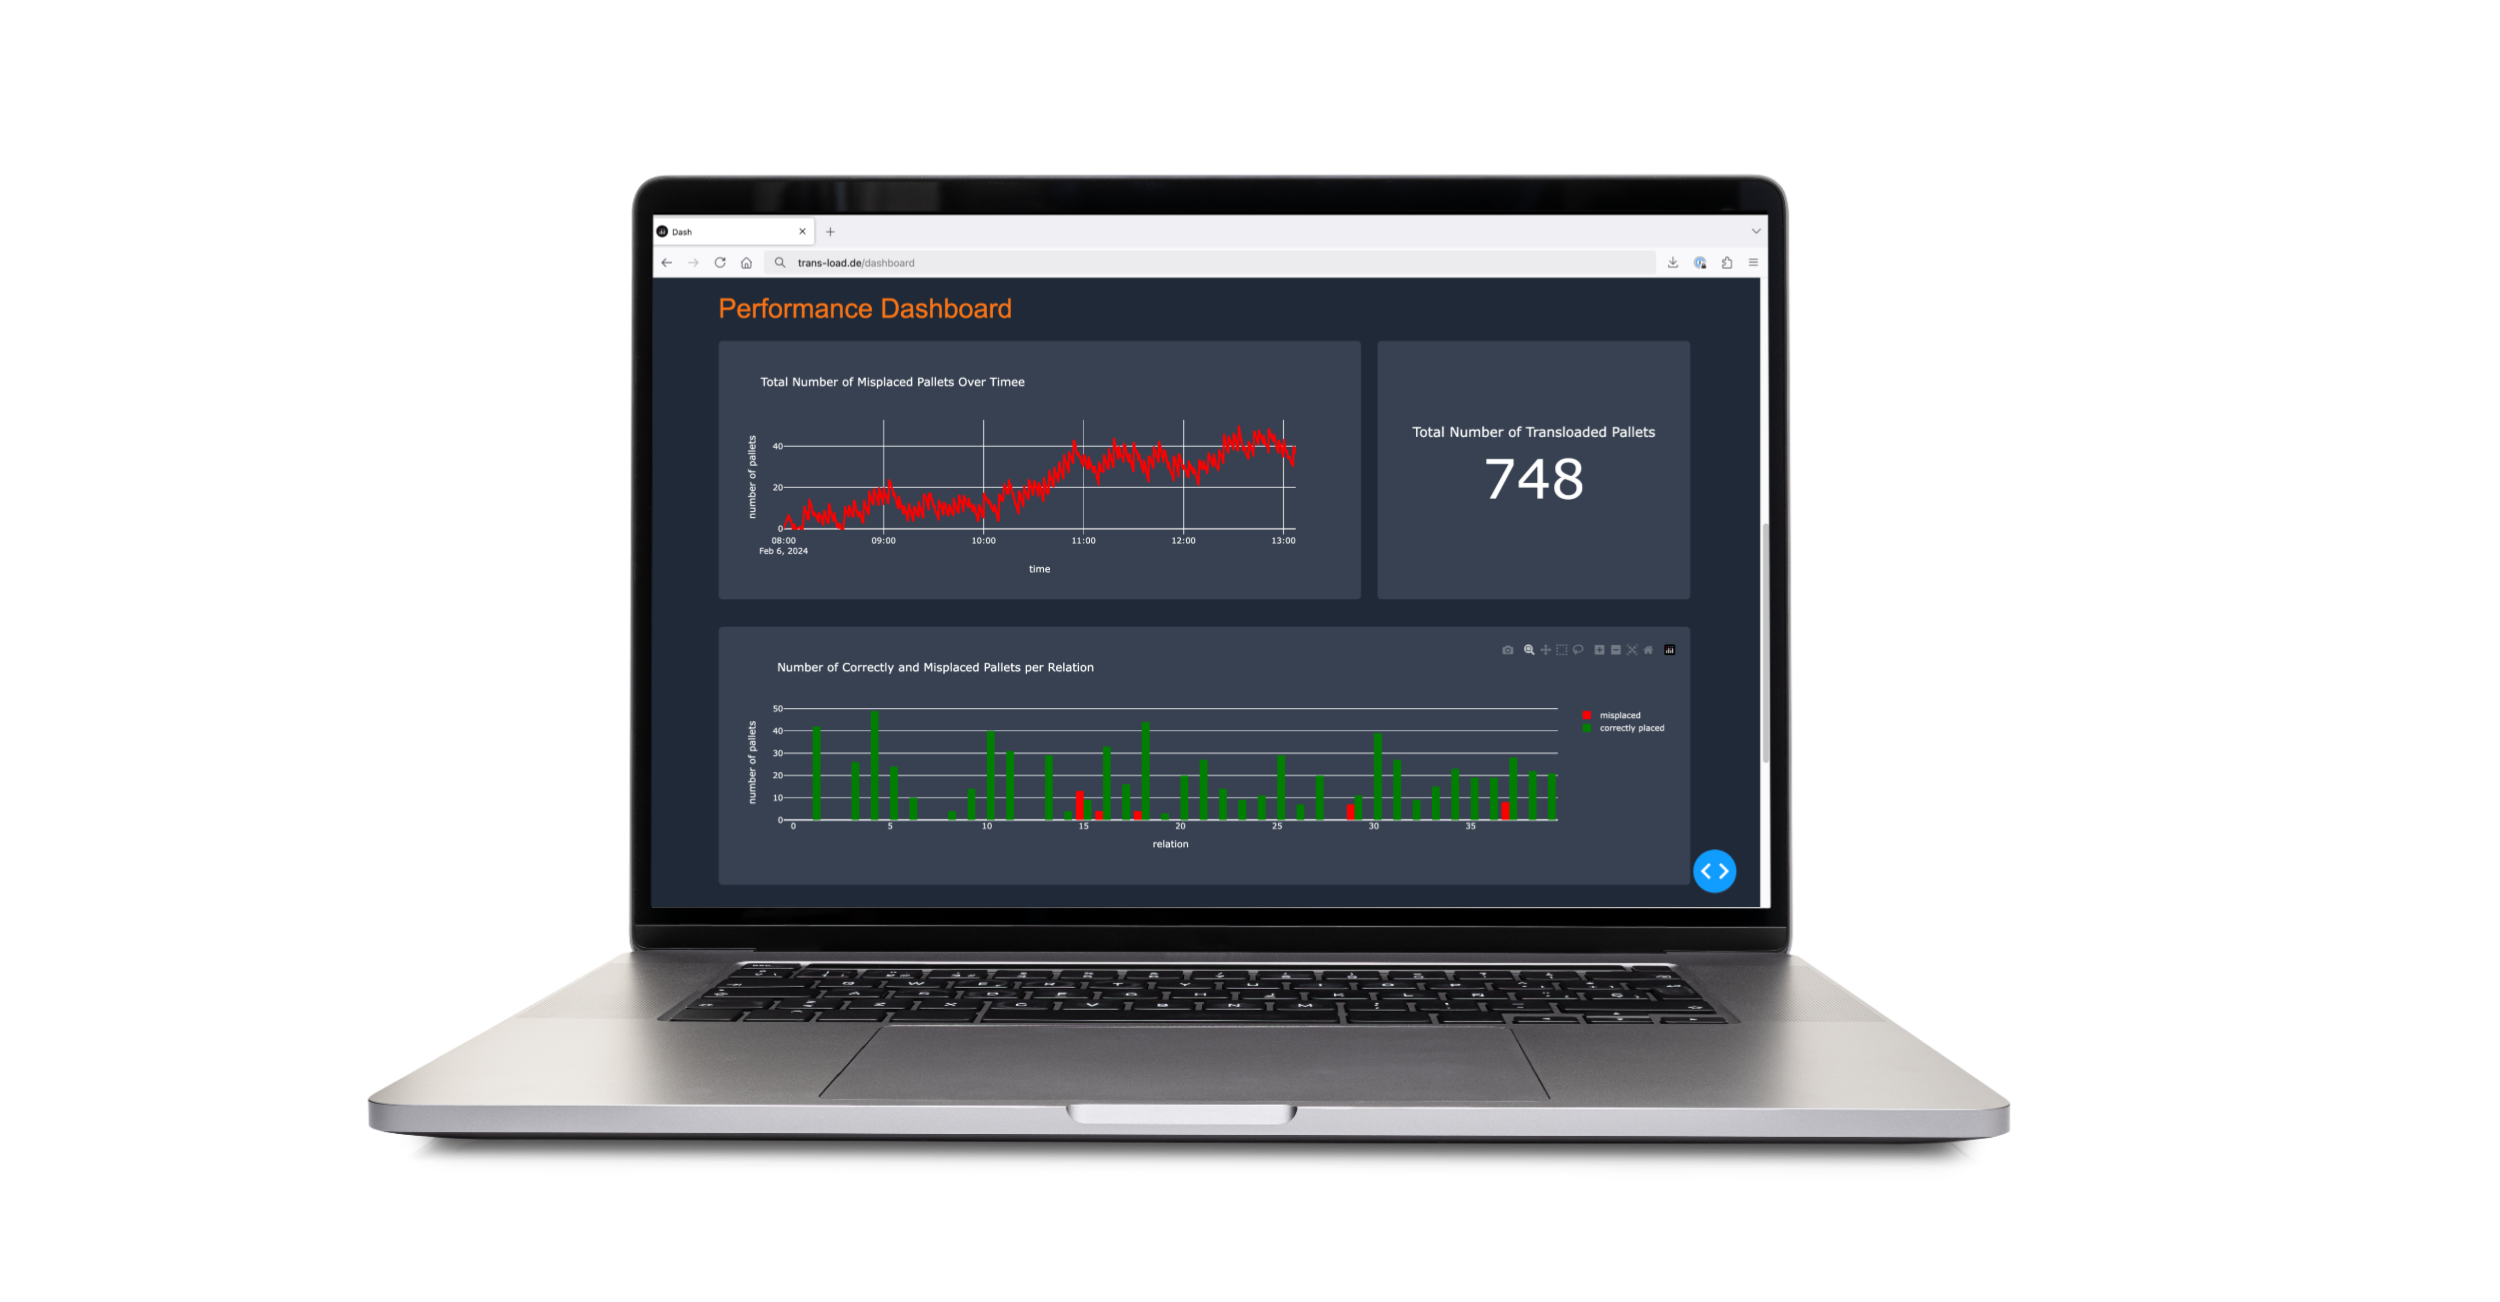 Dash
trans-load.de/dashboard
Performance Dashboard
Total Number of Misplaced Pallets Over Timee
number of pallets
40
20
0
08:00 09:00 10:00 11:00 12:00 13:00
Feb 6, 2024
time
Total Number of Transloaded Pallets
748
Number of Correctly and Misplaced Pallets per Relation
number of pallets
50
40
30
20
10
0
0 5 10 15 20 25 30 35
relation
misplaced
correctly placed
Q W E R T Y U I O P
A S D F G H J K L Ñ
Z X C V B N M